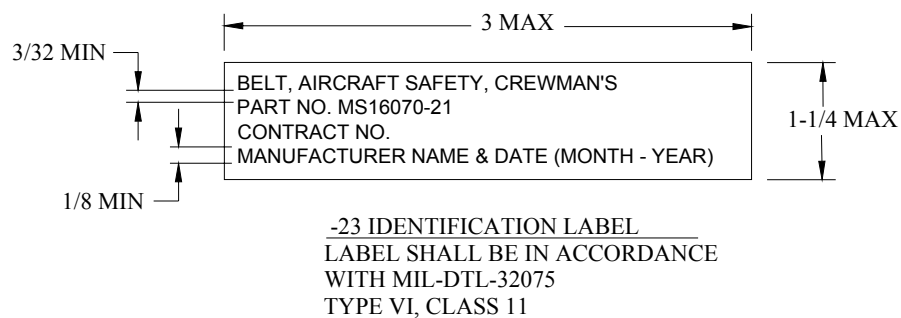 3 MAX
3/32 MIN
BELT, AIRCRAFT SAFETY, CREWMAN'S
PART NO. MS16070-21
CONTRACT NO.
MANUFACTURER NAME & DATE (MONTH - YEAR)
1-1/4 MAX
1/8 MIN
-23 IDENTIFICATION LABEL
LABEL SHALL BE IN ACCORDANCE
WITH MIL-DTL-32075
TYPE VI, CLASS 11